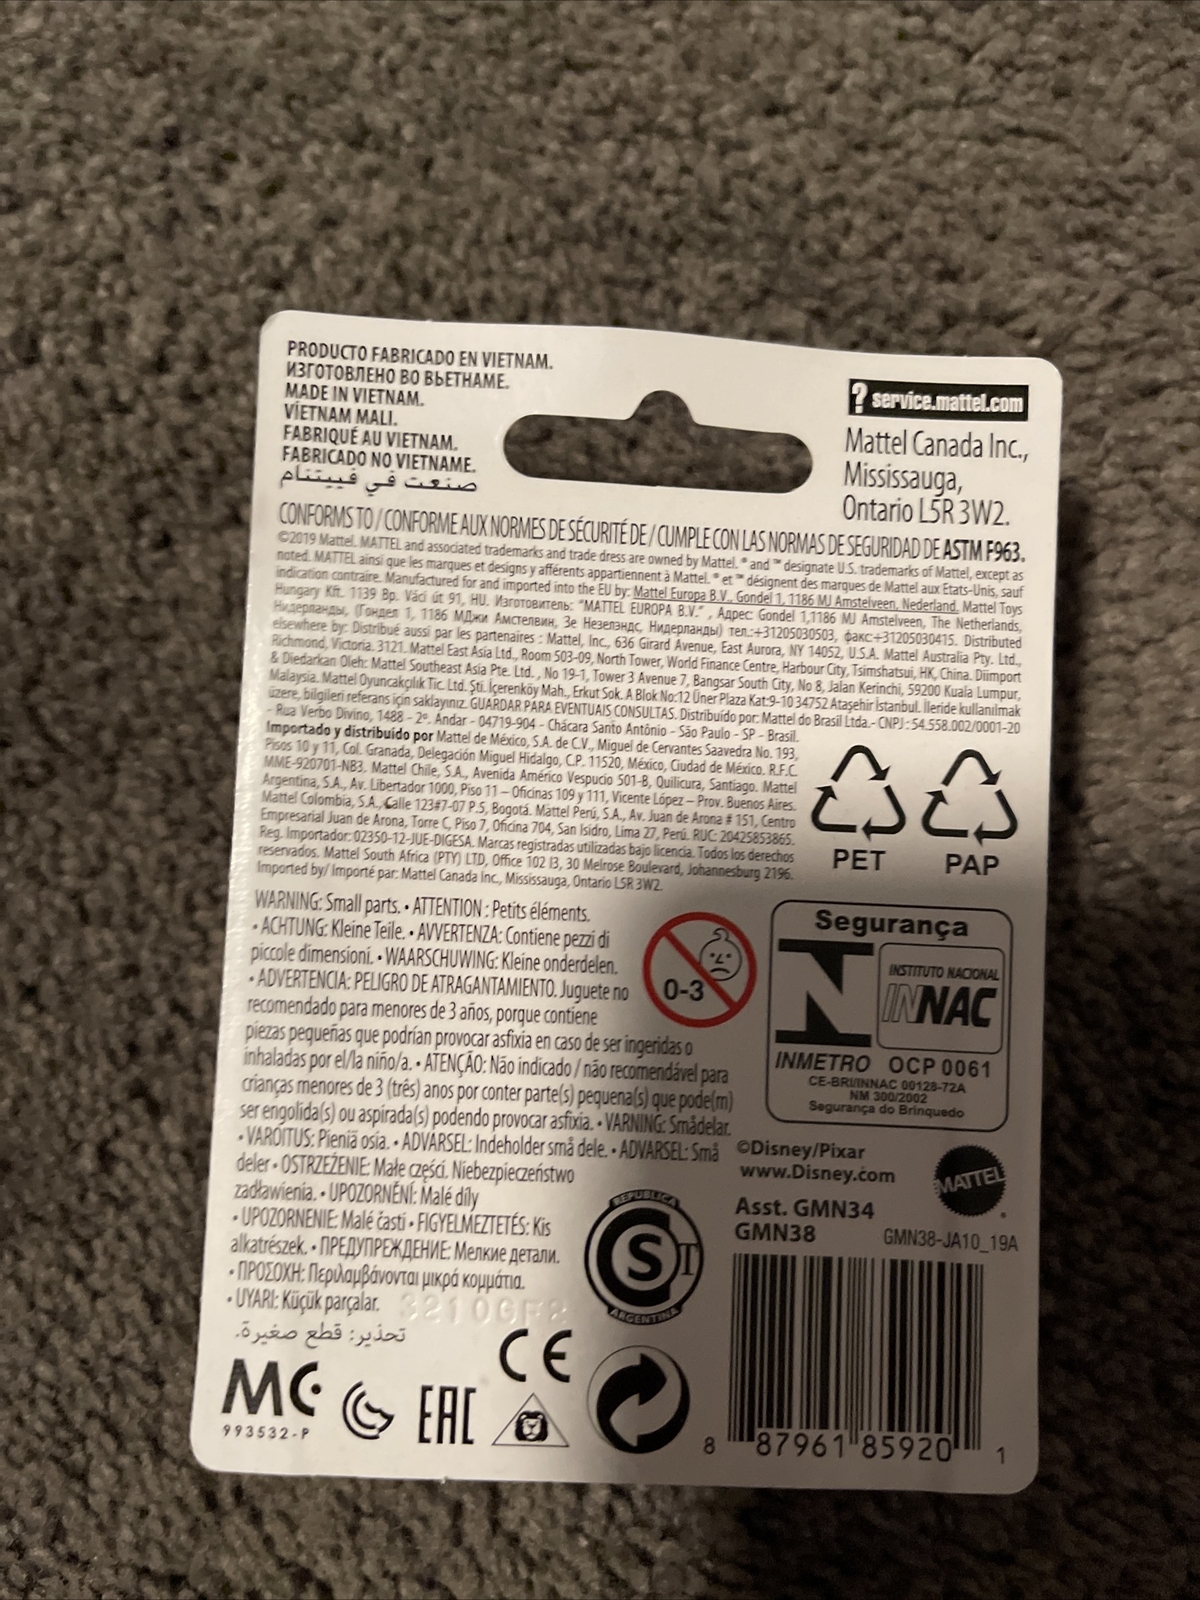 PRODUCTO FABRICADO EN VIETNAM.
ИЗГОТОВЛЕНО ВО ВЬЕТНАМЕ.
MADE IN VIETNAM.
VİETNAM MALI.
FABRIQUÉ AU VIETNAM.
FABRICADO NO VIETNAME.
صنعت في فييتنام
? service.mattel.com
Mattel Canada Inc.,
Mississauga,
Ontario L5R 3W2.
CONFORMS TO / CONFORME AUX NORMES DE SÉCURITÉ DE / CUMPLE CON LAS NORMAS DE SEGURIDAD DE ASTM F963.
©2019 Mattel. MATTEL and associated trademarks and trade dress are owned by Mattel. ® and ™ designate U.S. trademarks of Mattel, except as
noted. MATTEL ainsi que les marques et designs y afférents appartiennent à Mattel. ® et ™ désignent des marques de Mattel aux États-Unis, sauf
indication contraire. Manufactured for and imported into the EU by: Mattel Europa B.V., Gondel 1, 1186 MJ Amstelveen, Nederland. Mattel Toys
Hungary Kft. 1139 Bp. Váci út 91, HU. Изготовитель: "MATTEL EUROPA B.V.", Адрес: Gondel 1,1186 MJ Amstelveen, The Netherlands,
Нидерланды, (Гондел 1, 1186 МДжи Амстелвин, Зе Незелэндс, Нидерланды) тел.:+31205030503, факс:+31205030415. Distributed
elsewhere by: Distribué aussi par les partenaires : Mattel, Inc., 636 Girard Avenue, East Aurora, NY 14052, U.S.A. Mattel Australia Pty. Ltd.,
Richmond, Victoria. 3121. Mattel East Asia Ltd., Room 503-09, North Tower, World Finance Centre, Harbour City, Tsimshatsui, HK, China. Diimport
& Diedarkan Oleh: Mattel Southeast Asia Pte. Ltd. , No 19-1, Tower 3 Avenue 7, Bangsar South City, No 8, Jalan Kerinchi, 59200 Kuala Lumpur,
Malaysia. Mattel Oyuncakçılık Tic. Ltd. Şti. İçerenköy Mah., Erkut Sok. A Blok No:12 Üner Plaza Kat:9-10 34752 Ataşehir İstanbul. İleride kullanılmak
üzere, bilgileri referans için saklayınız. GUARDAR PARA EVENTUAIS CONSULTAS. Distribuído por: Mattel do Brasil Ltda.- CNPJ : 54.558.002/0001-20
- Rua Verbo Divino, 1488 - 2º. Andar - 04719-904 - Chácara Santo Antônio - São Paulo - SP - Brasil.
Importado y distribuido por Mattel de México, S.A. de C.V., Miguel de Cervantes Saavedra No. 193,
Pisos 10 y 11, Col. Granada, Delegación Miguel Hidalgo, C.P. 11520, México, Ciudad de México. R.F.C.
MME-920701-NB3. Mattel Chile, S.A., Avenida Américo Vespucio 501-B, Quilicura, Santiago. Mattel
Argentina, S.A., Av. Libertador 1000, Piso 11 – Oficinas 109 y 111, Vicente López – Prov. Buenos Aires.
Mattel Colombia, S.A., Calle 123#7-07 P.5, Bogotá. Mattel Perú, S.A., Av. Juan de Arona # 151, Centro
Empresarial Juan de Arona, Torre C, Piso 7, Oficina 704, San Isidro, Lima 27, Perú. RUC: 20425853865.
Reg. Importador: 02350-12-JUE-DIGESA. Marcas registradas utilizadas bajo licencia. Todos los derechos
reservados. Mattel South Africa (PTY) LTD, Office 102 I3, 30 Melrose Boulevard, Johannesburg 2196.
Imported by/ Importé par: Mattel Canada Inc., Mississauga, Ontario L5R 3W2.
PET
PAP
WARNING: Small parts. • ATTENTION : Petits éléments.
• ACHTUNG: Kleine Teile. • AVVERTENZA: Contiene pezzi di
piccole dimensioni. • WAARSCHUWING: Kleine onderdelen.
• ADVERTENCIA: PELIGRO DE ATRAGANTAMIENTO. Juguete no
recomendado para menores de 3 años, porque contiene
piezas pequeñas que podrían provocar asfixia en caso de ser ingeridas o
inhaladas por el/la niño/a. • ATENÇÃO: Não indicado / não recomendável para
crianças menores de 3 (três) anos por conter parte(s) pequena(s) que pode(m)
ser engolida(s) ou aspirada(s) podendo provocar asfixia. • VARNING: Smådelar.
• VAROITUS: Pieniä osia. • ADVARSEL: Indeholder små dele. • ADVARSEL: Små
deler • OSTRZEŻENIE: Małe części. Niebezpieczeństwo
zadławienia. • UPOZORNĚNÍ: Malé díly
• UPOZORNENIE: Malé časti • FIGYELMEZTETÉS: Kis
alkatrészek. • ПРЕДУПРЕЖДЕНИЕ: Мелкие детали.
• ΠΡΟΣΟΧΗ: Περιλαμβάνονται μικρά κομμάτια.
• UYARI: Küçük parçalar.
تحذير: قطع صغيرة.
0-3
Segurança
INSTITUTO NACIONAL
INNAC
INMETRO OCP 0061
CE-BRI/INNAC 00128-72A
NM 300/2002
Segurança do Brinquedo
©Disney/Pixar
www.Disney.com
MATTEL
Asst. GMN34
GMN38
GMN38-JA10_19A
REPUBLICA
S T
ARGENTINA
MC
993532-P
EAC
CE
8 87961 85920 1